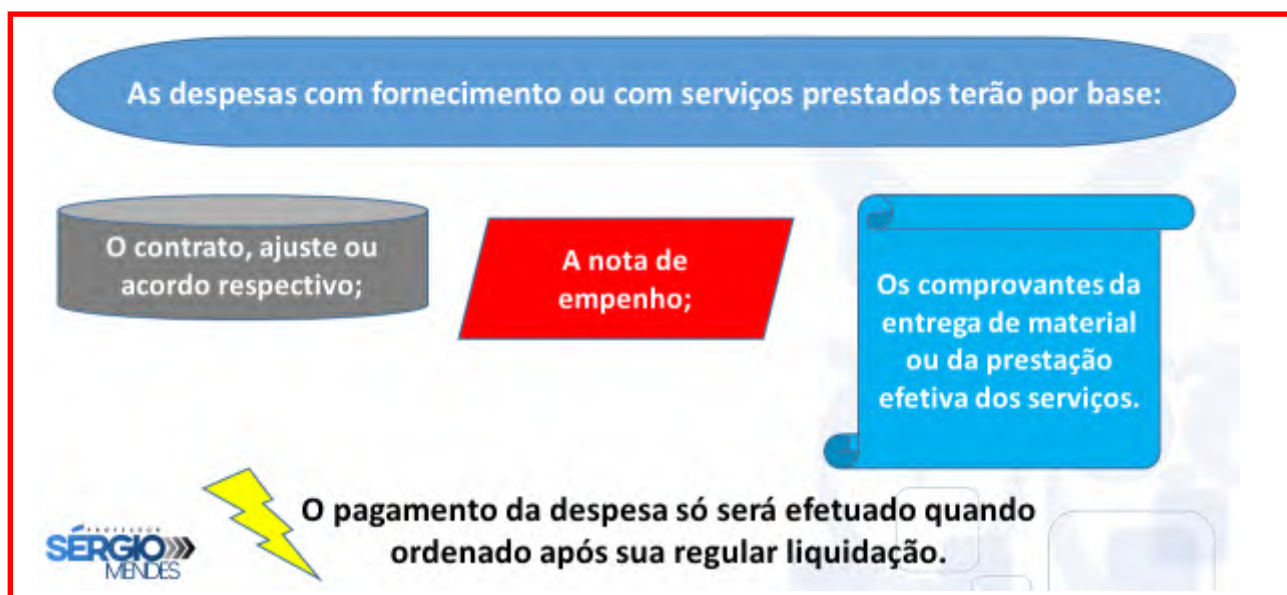 As despesas com fornecimento ou com serviços prestados terão por base:
O contrato, ajuste ou
acordo respectivo;
A nota de
empenho;
Os comprovantes da
entrega de material
ou da prestação
efetiva dos serviços.
O pagamento da despesa só será efetuado quando
ordenado após sua regular liquidação.
PROFESSOR
SÉRGIO
MENDES